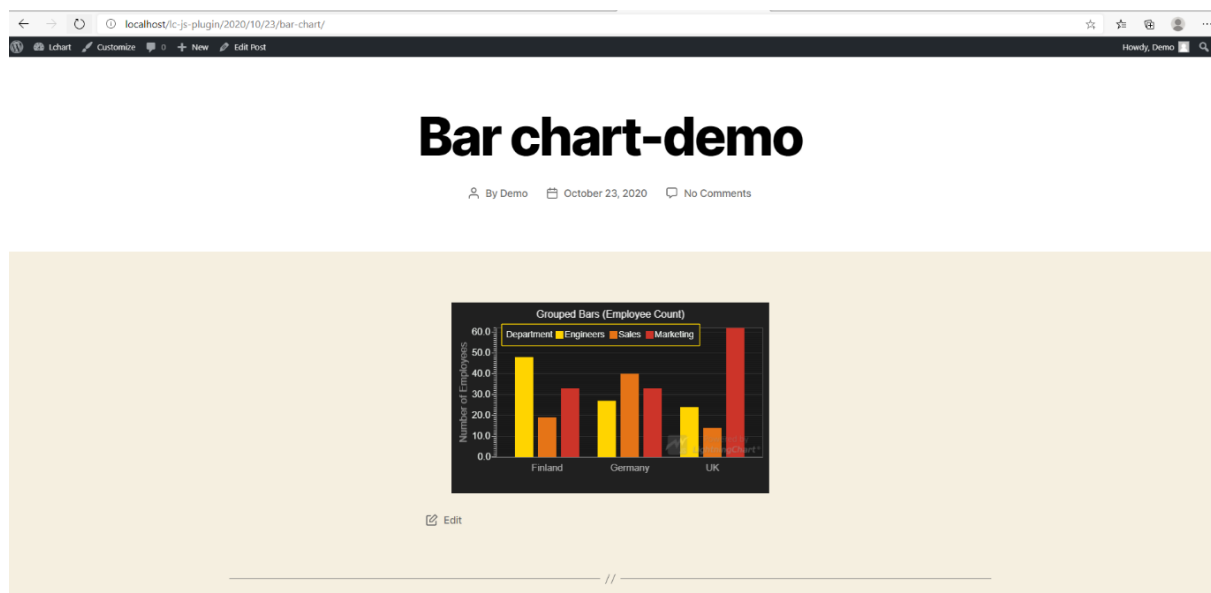 localhost/lc-js-plugin/2020/10/23/bar-chart/
Lchart Customize 0 + New Edit Post Howdy, Demo
Bar chart-demo
By Demo October 23, 2020 No Comments
Grouped Bars (Employee Count)
Department Engineers Sales Marketing
Number of Employees
60.0
50.0
40.0
30.0
20.0
10.0
0.0
Finland Germany UK
LightningChart
Edit
//